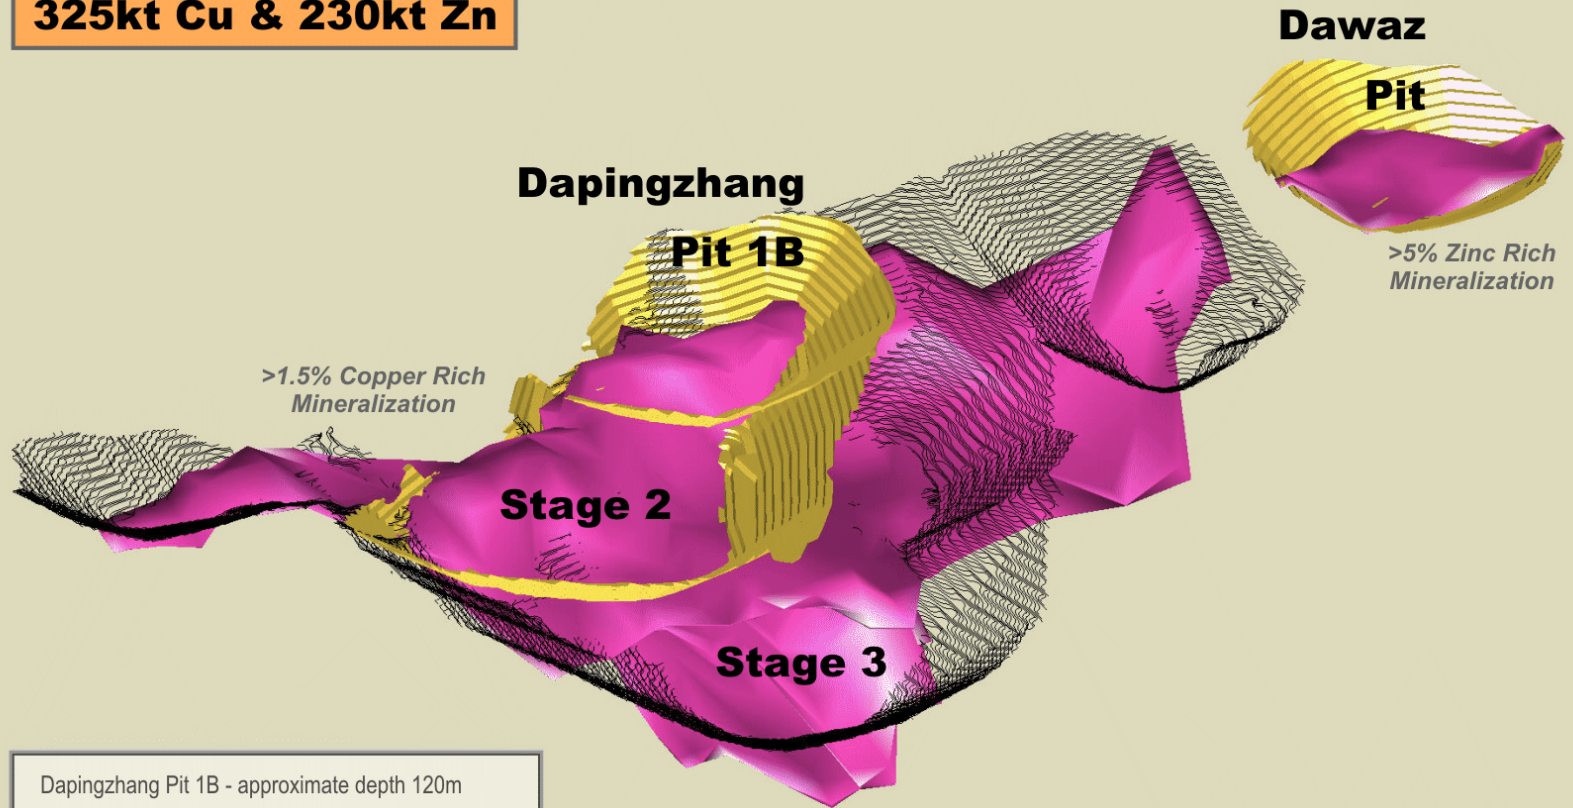 325kt Cu & 230kt Zn
Dawaz
Pit
Dapingzhang
Pit 1B
>5% Zinc Rich
Mineralization
>1.5% Copper Rich
Mineralization
Stage 2
Stage 3
Dapingzhang Pit 1B - approximate depth 120m